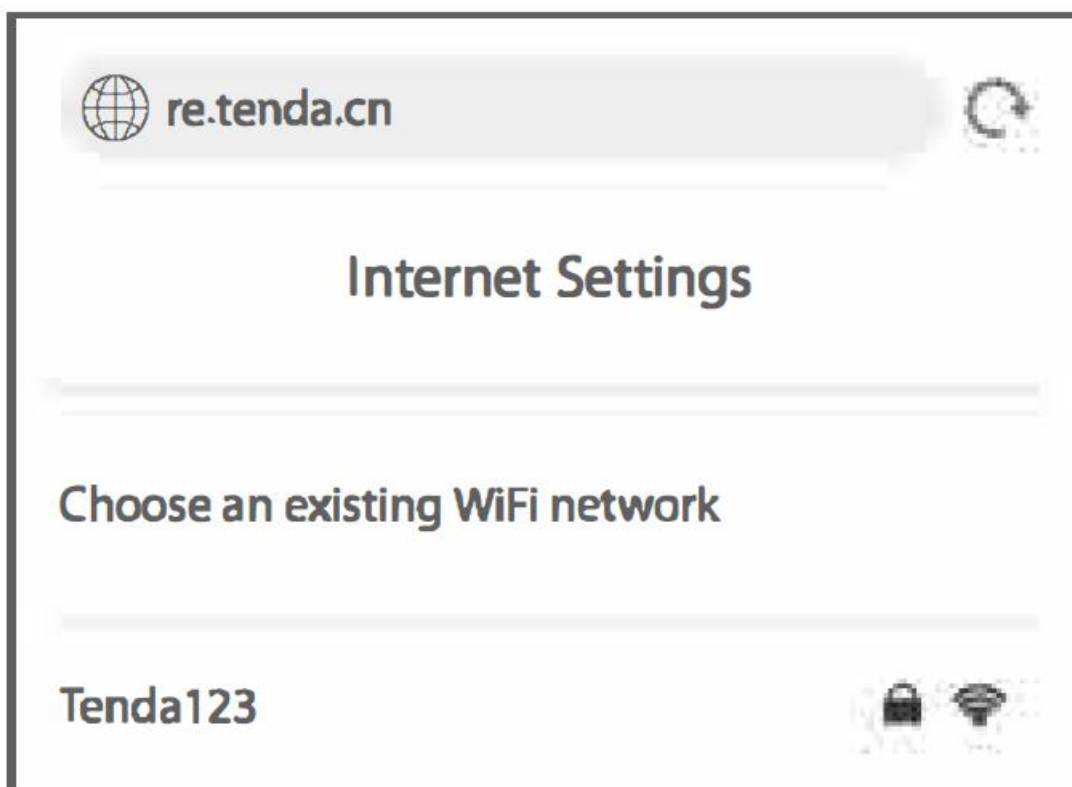 re.tenda.cn
Internet Settings
Choose an existing WiFi network
Tenda123